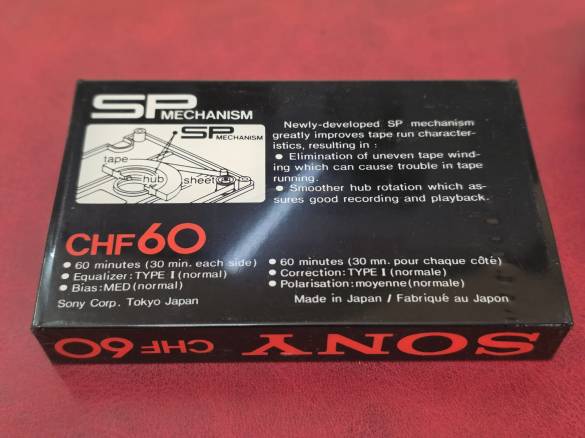 SP MECHANISM
SP MECHANISM
tape
hub
sheet
Newly-developed SP mechanism
greatly improves tape run character-
istics, resulting in :
● Elimination of uneven tape wind-
ing which can cause trouble in tape
running.
● Smoother hub rotation which as-
sures good recording and playback.
CHF60
● 60 minutes (30 min. each side)
● Equalizer: TYPE I (normal)
● Bias: MED (normal)
Sony Corp. Tokyo Japan
● 60 minutes (30 mn. pour chaque côté)
● Correction: TYPE I (normale)
● Polarisation: moyenne (normale)
Made in Japan / Fabriqué au Japon
SONY CHF60